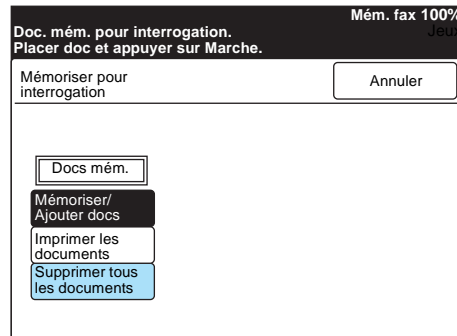 Mém. fax 100%
Doc. mém. pour interrogation.
Jeux
Placer doc et appuyer sur Marche.
Mémoriser pour
interrogation
Annuler
Docs mém.
Mémoriser/
Ajouter docs
Imprimer les
documents
Supprimer tous
les documents